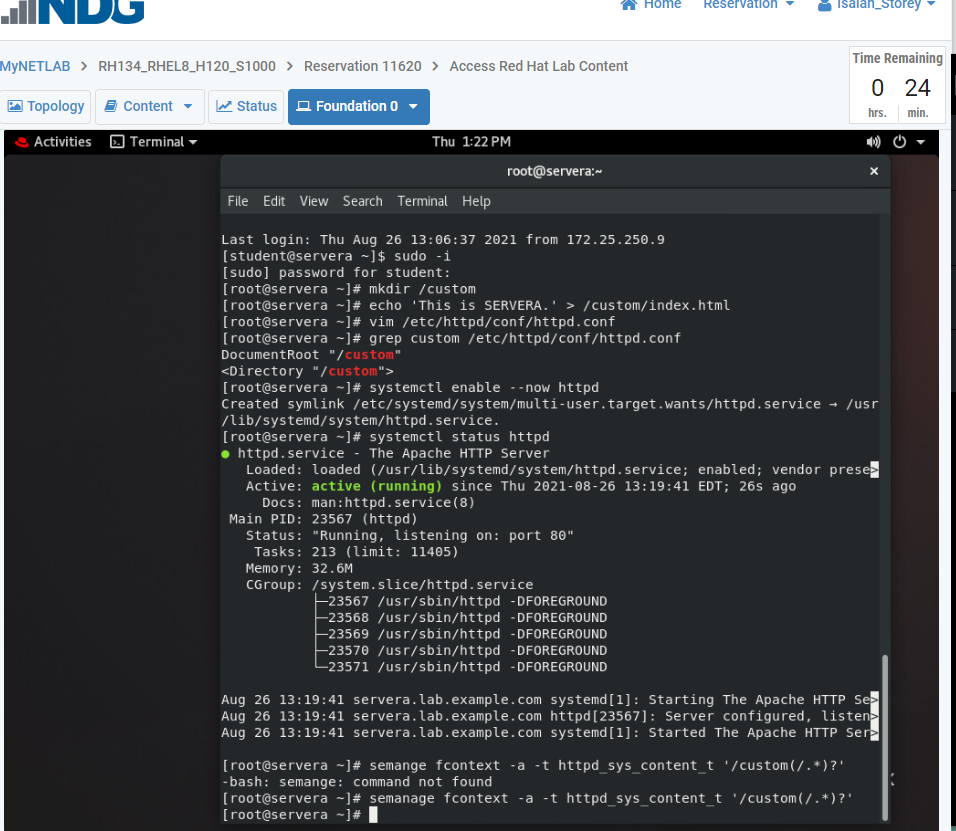 NDG
Home Reservation Isaiah_Storey
MyNETLAB > RH134_RHEL8_H120_S1000 > Reservation 11620 > Access Red Hat Lab Content
Time Remaining
0 24
hrs. min.
Topology Content Status Foundation 0
Activities Terminal Thu 1:22 PM
root@servera:~ ×
File Edit View Search Terminal Help
Last login: Thu Aug 26 13:06:37 2021 from 172.25.250.9
[student@servera ~]$ sudo -i
[sudo] password for student:
[root@servera ~]# mkdir /custom
[root@servera ~]# echo 'This is SERVERA.' > /custom/index.html
[root@servera ~]# vim /etc/httpd/conf/httpd.conf
[root@servera ~]# grep custom /etc/httpd/conf/httpd.conf
DocumentRoot "/custom"
<Directory "/custom">
[root@servera ~]# systemctl enable --now httpd
Created symlink /etc/systemd/system/multi-user.target.wants/httpd.service → /usr
/lib/systemd/system/httpd.service.
[root@servera ~]# systemctl status httpd
● httpd.service - The Apache HTTP Server
Loaded: loaded (/usr/lib/systemd/system/httpd.service; enabled; vendor prese>
Active: active (running) since Thu 2021-08-26 13:19:41 EDT; 26s ago
Docs: man:httpd.service(8)
Main PID: 23567 (httpd)
Status: "Running, listening on: port 80"
Tasks: 213 (limit: 11405)
Memory: 32.6M
CGroup: /system.slice/httpd.service
├─23567 /usr/sbin/httpd -DFOREGROUND
├─23568 /usr/sbin/httpd -DFOREGROUND
├─23569 /usr/sbin/httpd -DFOREGROUND
├─23570 /usr/sbin/httpd -DFOREGROUND
└─23571 /usr/sbin/httpd -DFOREGROUND
Aug 26 13:19:41 servera.lab.example.com systemd[1]: Starting The Apache HTTP Se>
Aug 26 13:19:41 servera.lab.example.com httpd[23567]: Server configured, listen>
Aug 26 13:19:41 servera.lab.example.com systemd[1]: Started The Apache HTTP Ser>
[root@servera ~]# semange fcontext -a -t httpd_sys_content_t '/custom(/.*)?'
-bash: semange: command not found
[root@servera ~]# semanage fcontext -a -t httpd_sys_content_t '/custom(/.*)?'
[root@servera ~]#